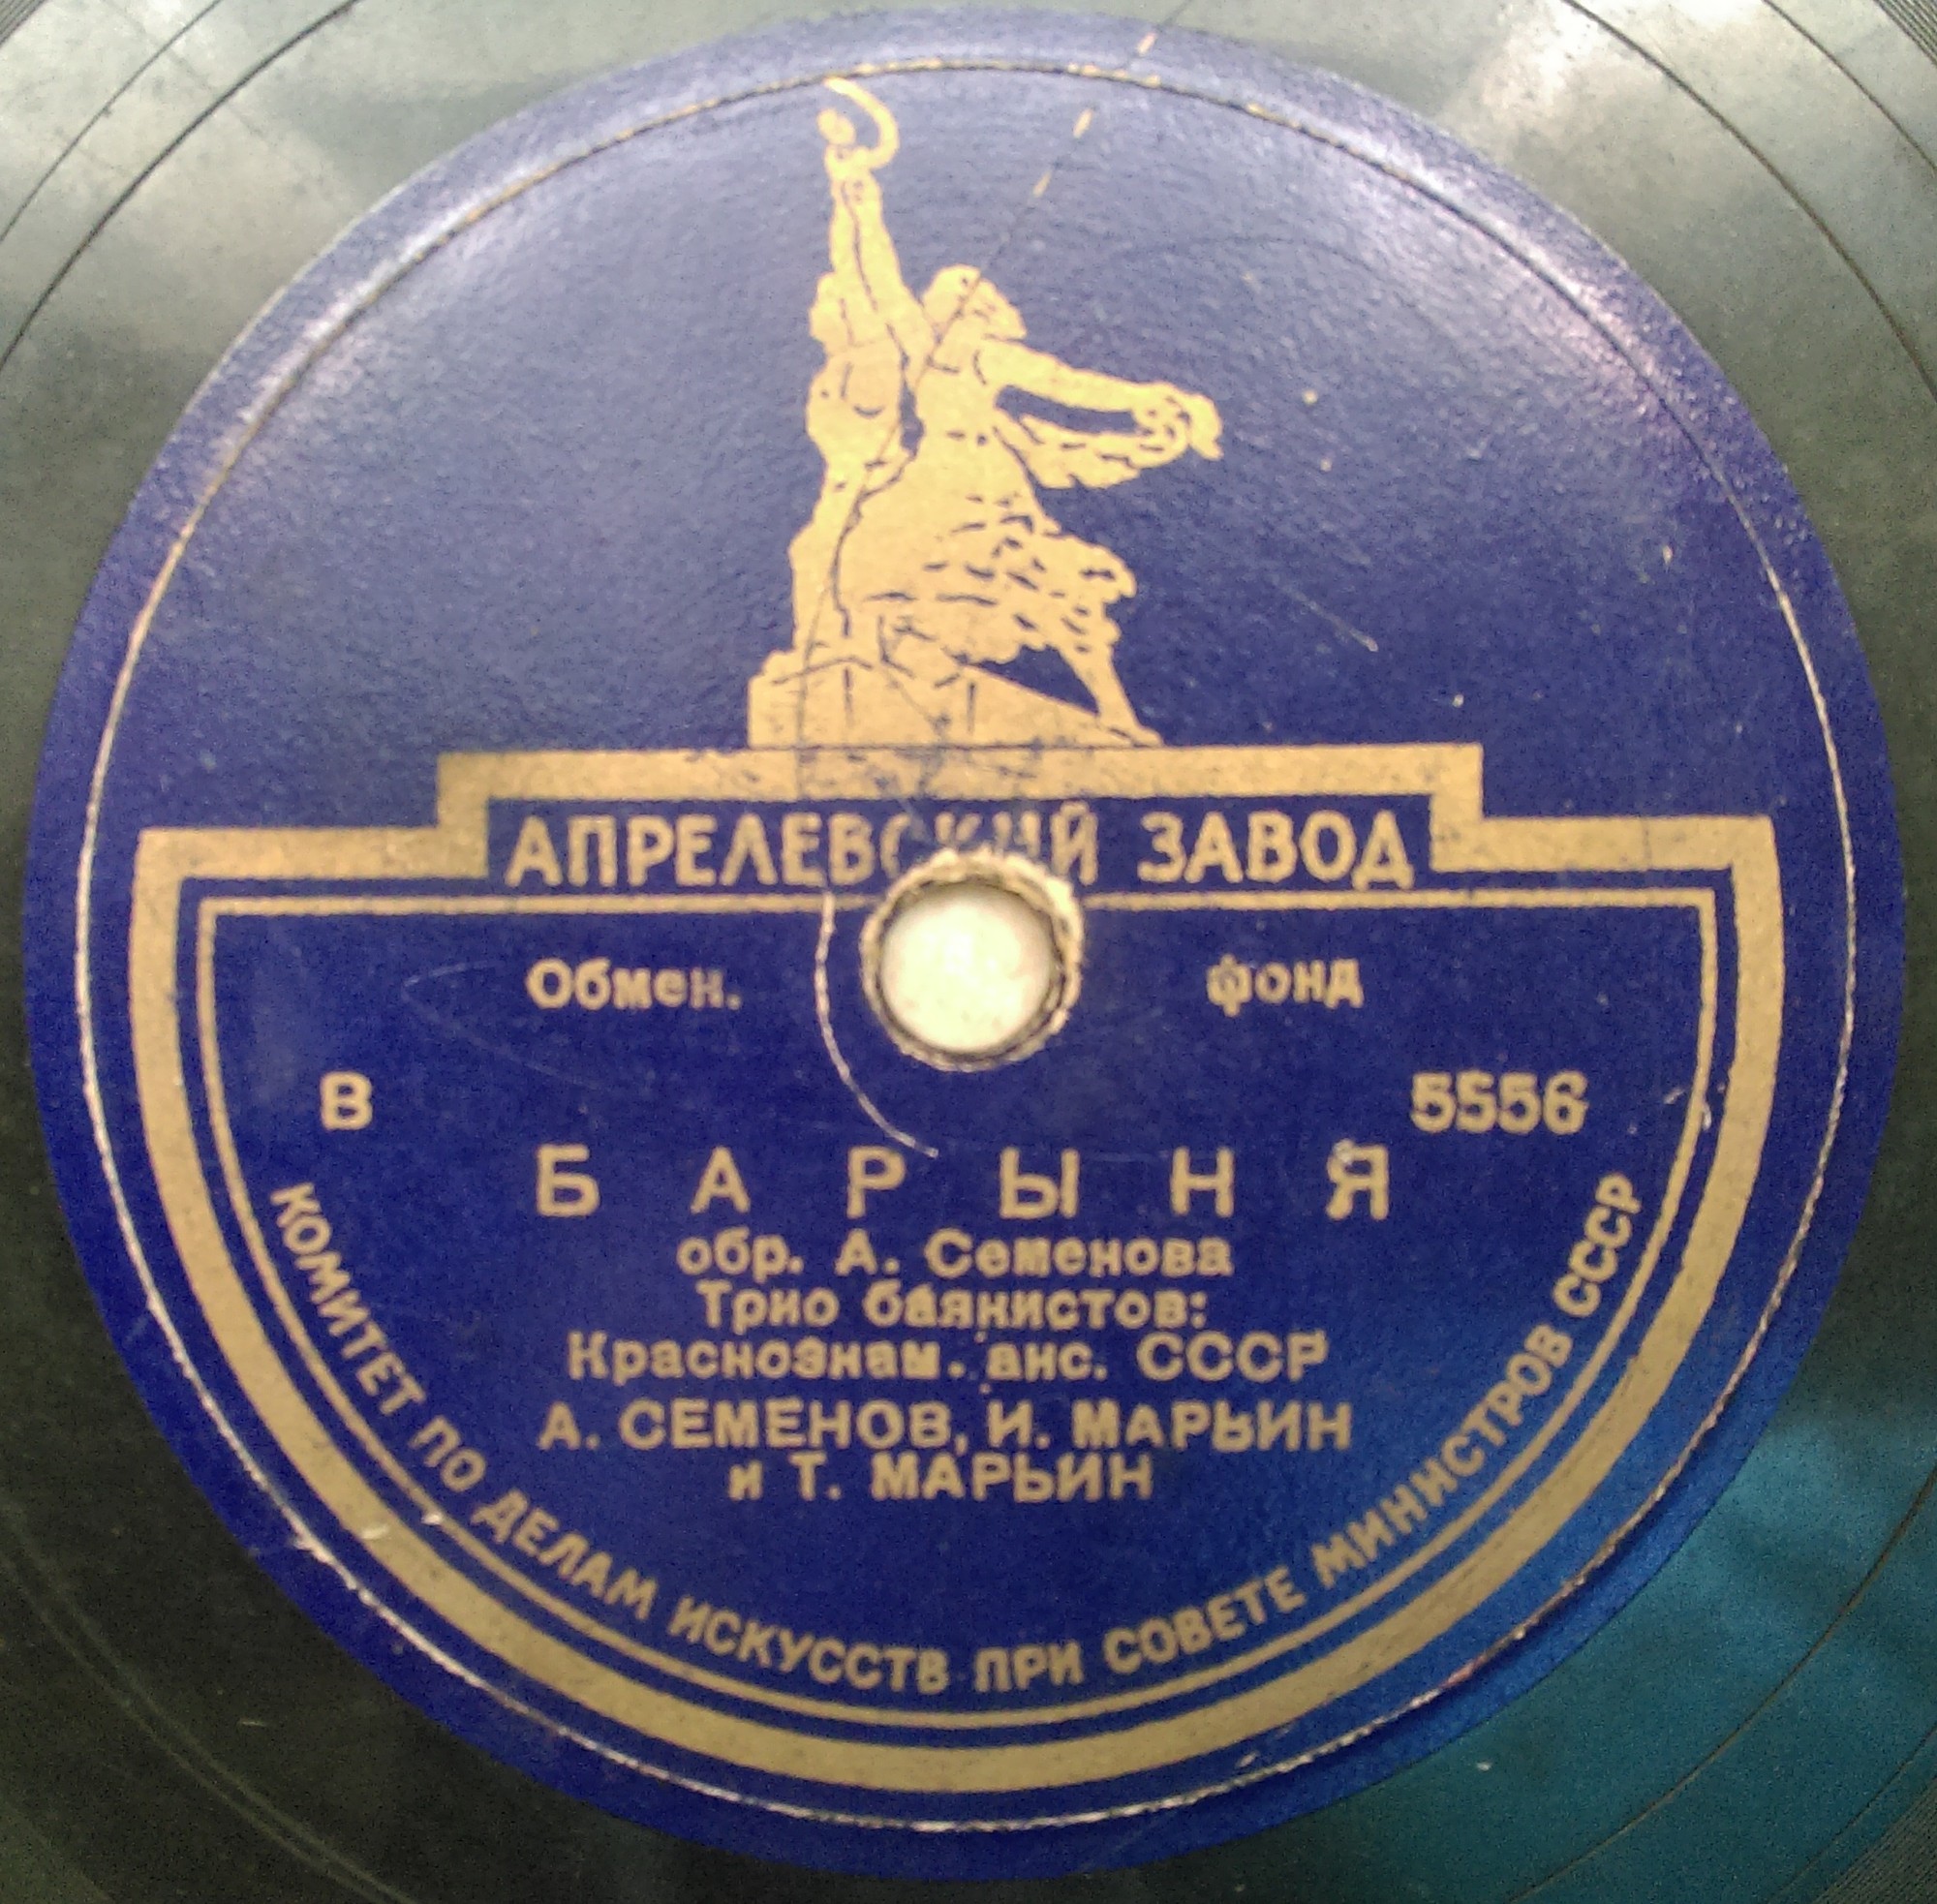 АПРЕЛЕВСКИЙ ЗАВОД
Обмен. фонд
В 5556
БАРЫНЯ
обр. А. Семенова
Трио баянистов:
Краснознам. анс. СССР
А. СЕМЕНОВ, И. МАРЬИН
и Т. МАРЬИН
КОМИТЕТ ПО ДЕЛАМ ИСКУССТВ ПРИ СОВЕТЕ МИНИСТРОВ СССР